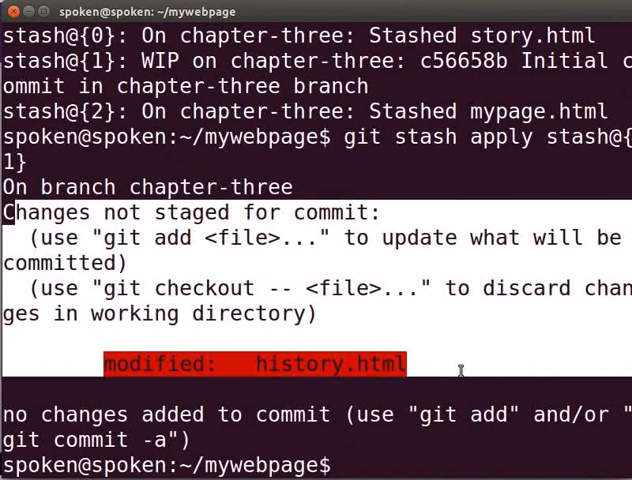 spoken@spoken: ~/mywebpage
stash@{0}: On chapter-three: Stashed story.html
stash@{1}: WIP on chapter-three: c56658b Initial c
ommit in chapter-three branch
stash@{2}: On chapter-three: Stashed mypage.html
spoken@spoken:~/mywebpage$ git stash apply stash@{
1}
On branch chapter-three
Changes not staged for commit:
(use "git add <file>..." to update what will be
committed)
(use "git checkout -- <file>..." to discard chan
ges in working directory)
modified:   history.html
no changes added to commit (use "git add" and/or "
git commit -a")
spoken@spoken:~/mywebpage$